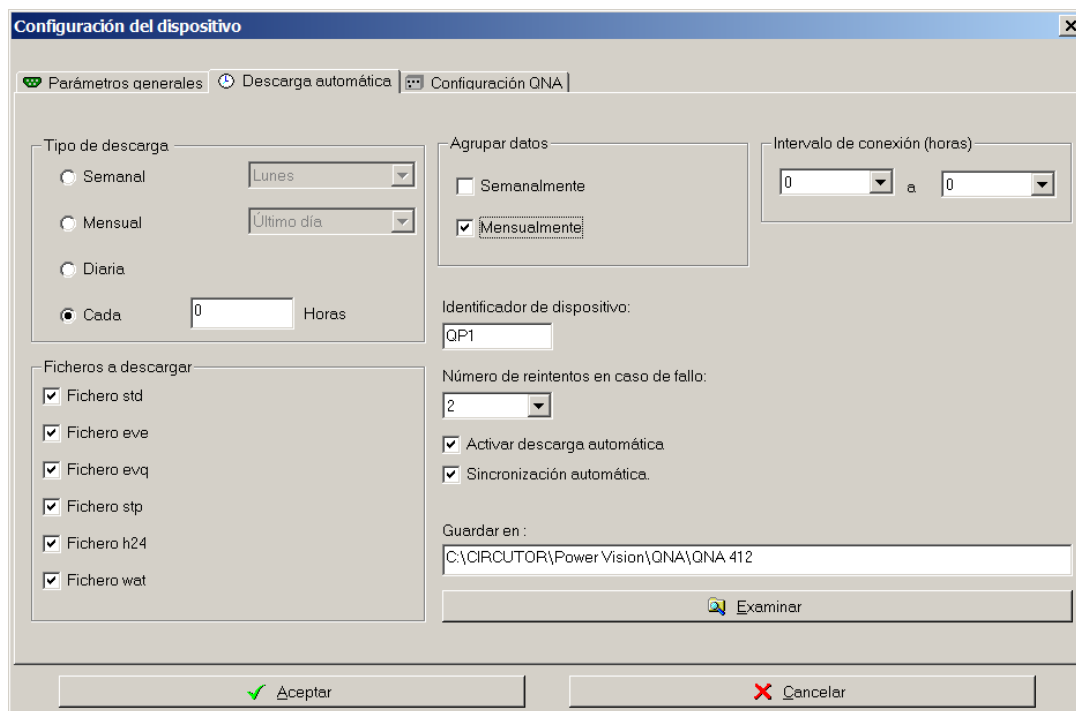 Configuración del dispositivo
Parámetros generales
Descarga automática
Configuración QNA
Tipo de descarga
Semanal
Lunes
Mensual
Último día
Diaria
Cada
0
Horas
Agrupar datos
Semanalmente
Mensualmente
Intervalo de conexión (horas)
0 a 0
Identificador de dispositivo:
QP1
Número de reintentos en caso de fallo:
2
Activar descarga automática
Sincronización automática.
Ficheros a descargar
Fichero std
Fichero eve
Fichero evq
Fichero stp
Fichero h24
Fichero wat
Guardar en :
C:\CIRCUTOR\Power Vision\QNA\QNA 412
Examinar
Aceptar
Cancelar